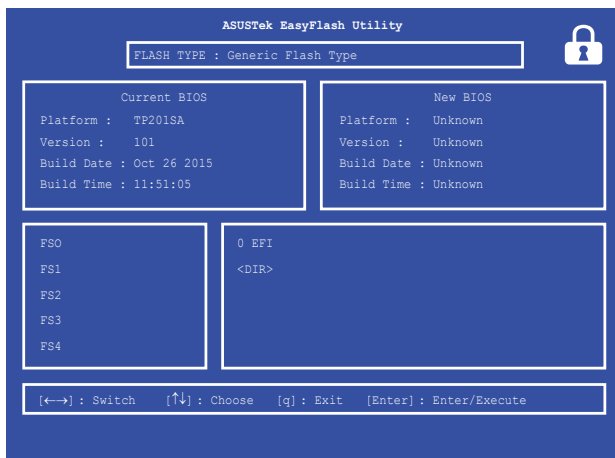 ASUSTek EasyFlash Utility
FLASH TYPE : Generic Flash Type
Current BIOS
Platform : TP201SA
Version : 101
Build Date : Oct 26 2015
Build Time : 11:51:05
New BIOS
Platform : Unknown
Version : Unknown
Build Date : Unknown
Build Time : Unknown
FSO
FS1
FS2
FS3
FS4
0 EFI
<DIR>
[←→] : Switch [↑↓] : Choose [q] : Exit [Enter] : Enter/Execute